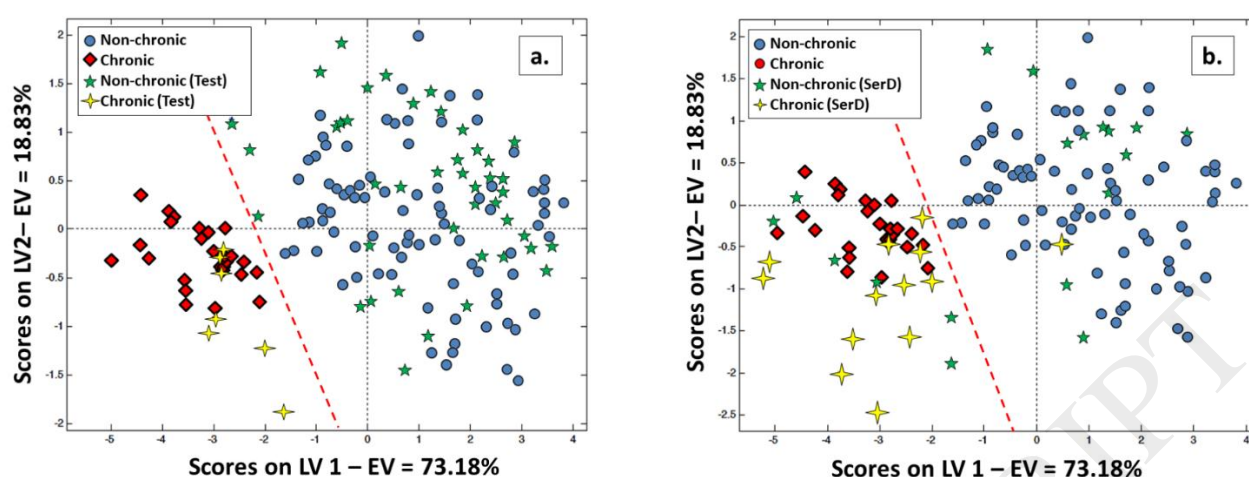 Non-chronic
Chronic
Non-chronic (Test)
Chronic (Test)
a.
2
1.5
1
0.5
0
-0.5
-1
-1.5
-2
Scores on LV2– EV = 18.83%
-5 -4 -3 -2 -1 0 1 2 3 4
Scores on LV 1 – EV = 73.18%
Non-chronic
Chronic
Non-chronic (SerD)
Chronic (SerD)
b.
2
1.5
1
0.5
0
-0.5
-1
-1.5
-2
-2.5
Scores on LV2– EV = 18.83%
-5 -4 -3 -2 -1 0 1 2 3 4
Scores on LV 1 – EV = 73.18%